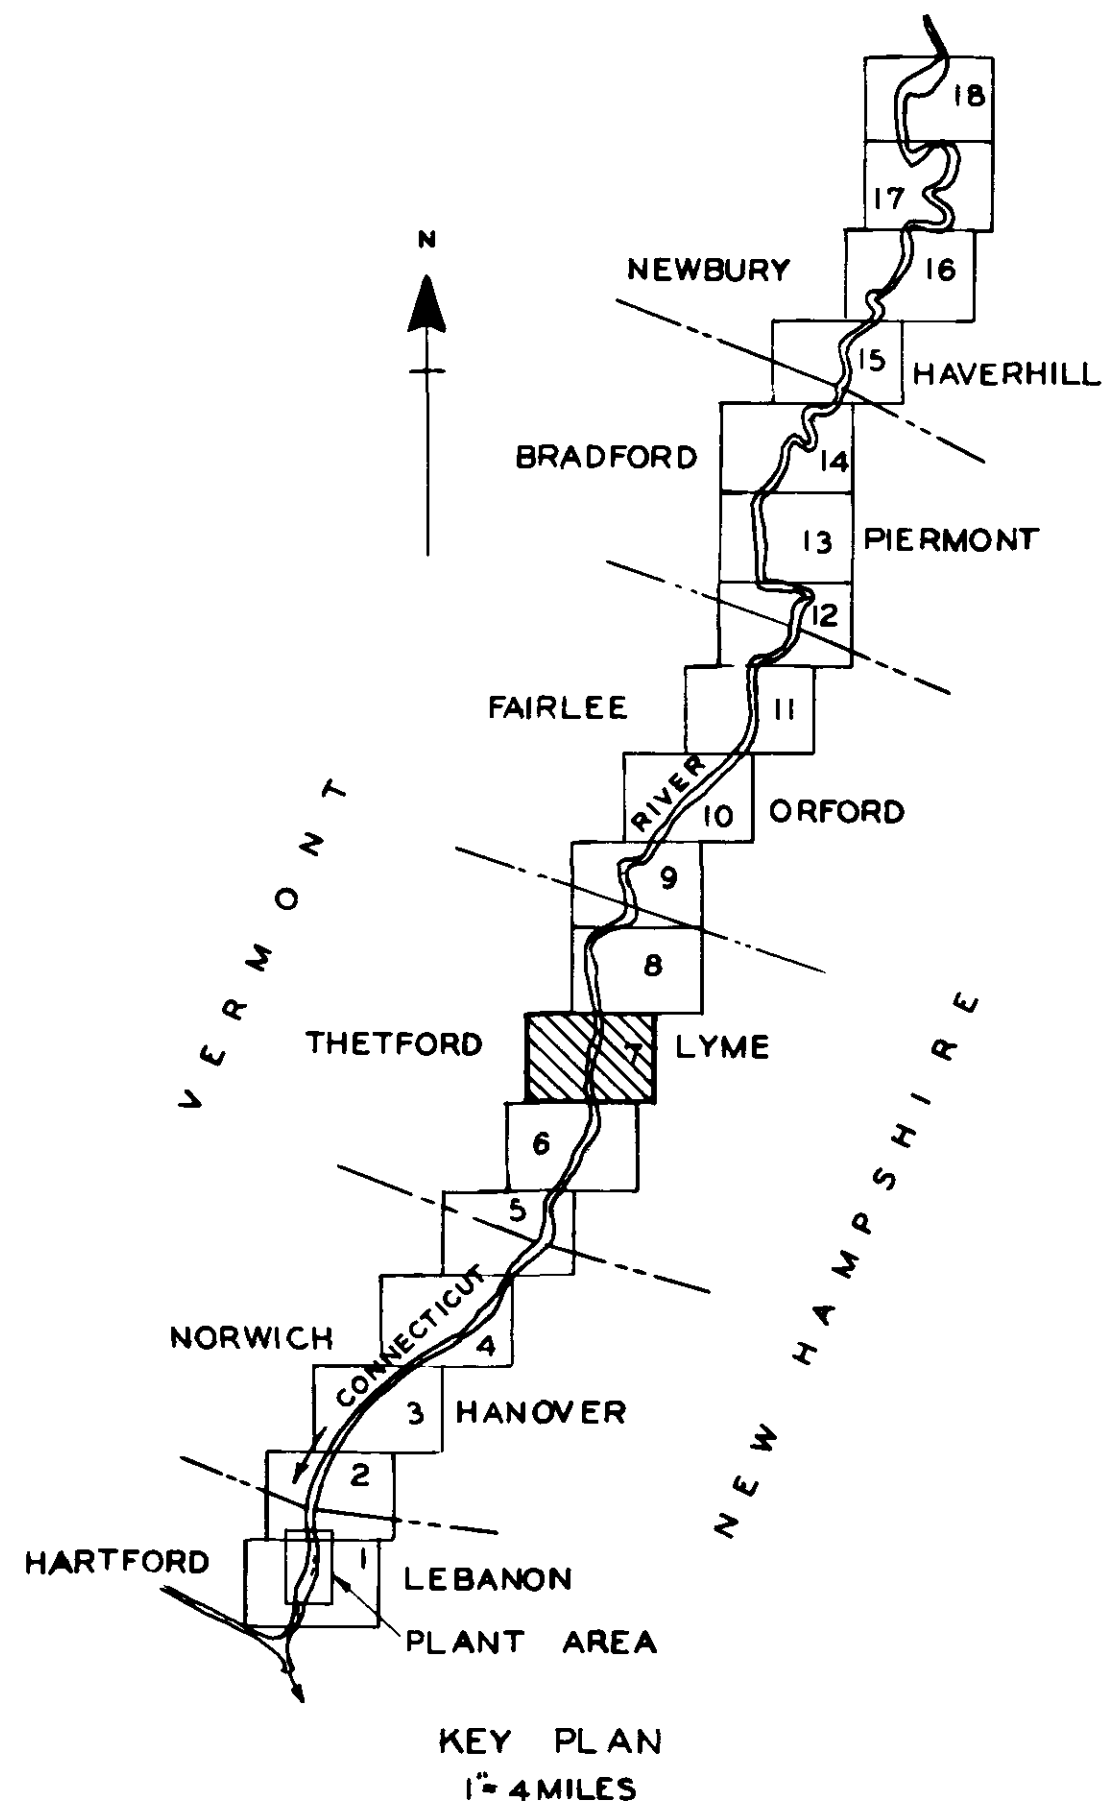 18
17
N
NEWBURY
16
15
HAVERHILL
BRADFORD
14
13
PIERMONT
12
FAIRLEE
11
RIVER
10
ORFORD
9
8
VERMONT
THETFORD
7
LYME
6
5
NEW HAMPSHIRE
CONNECTICUT
NORWICH
4
3
HANOVER
2
HARTFORD
1
LEBANON
PLANT AREA
KEY PLAN
1"= 4 MILES